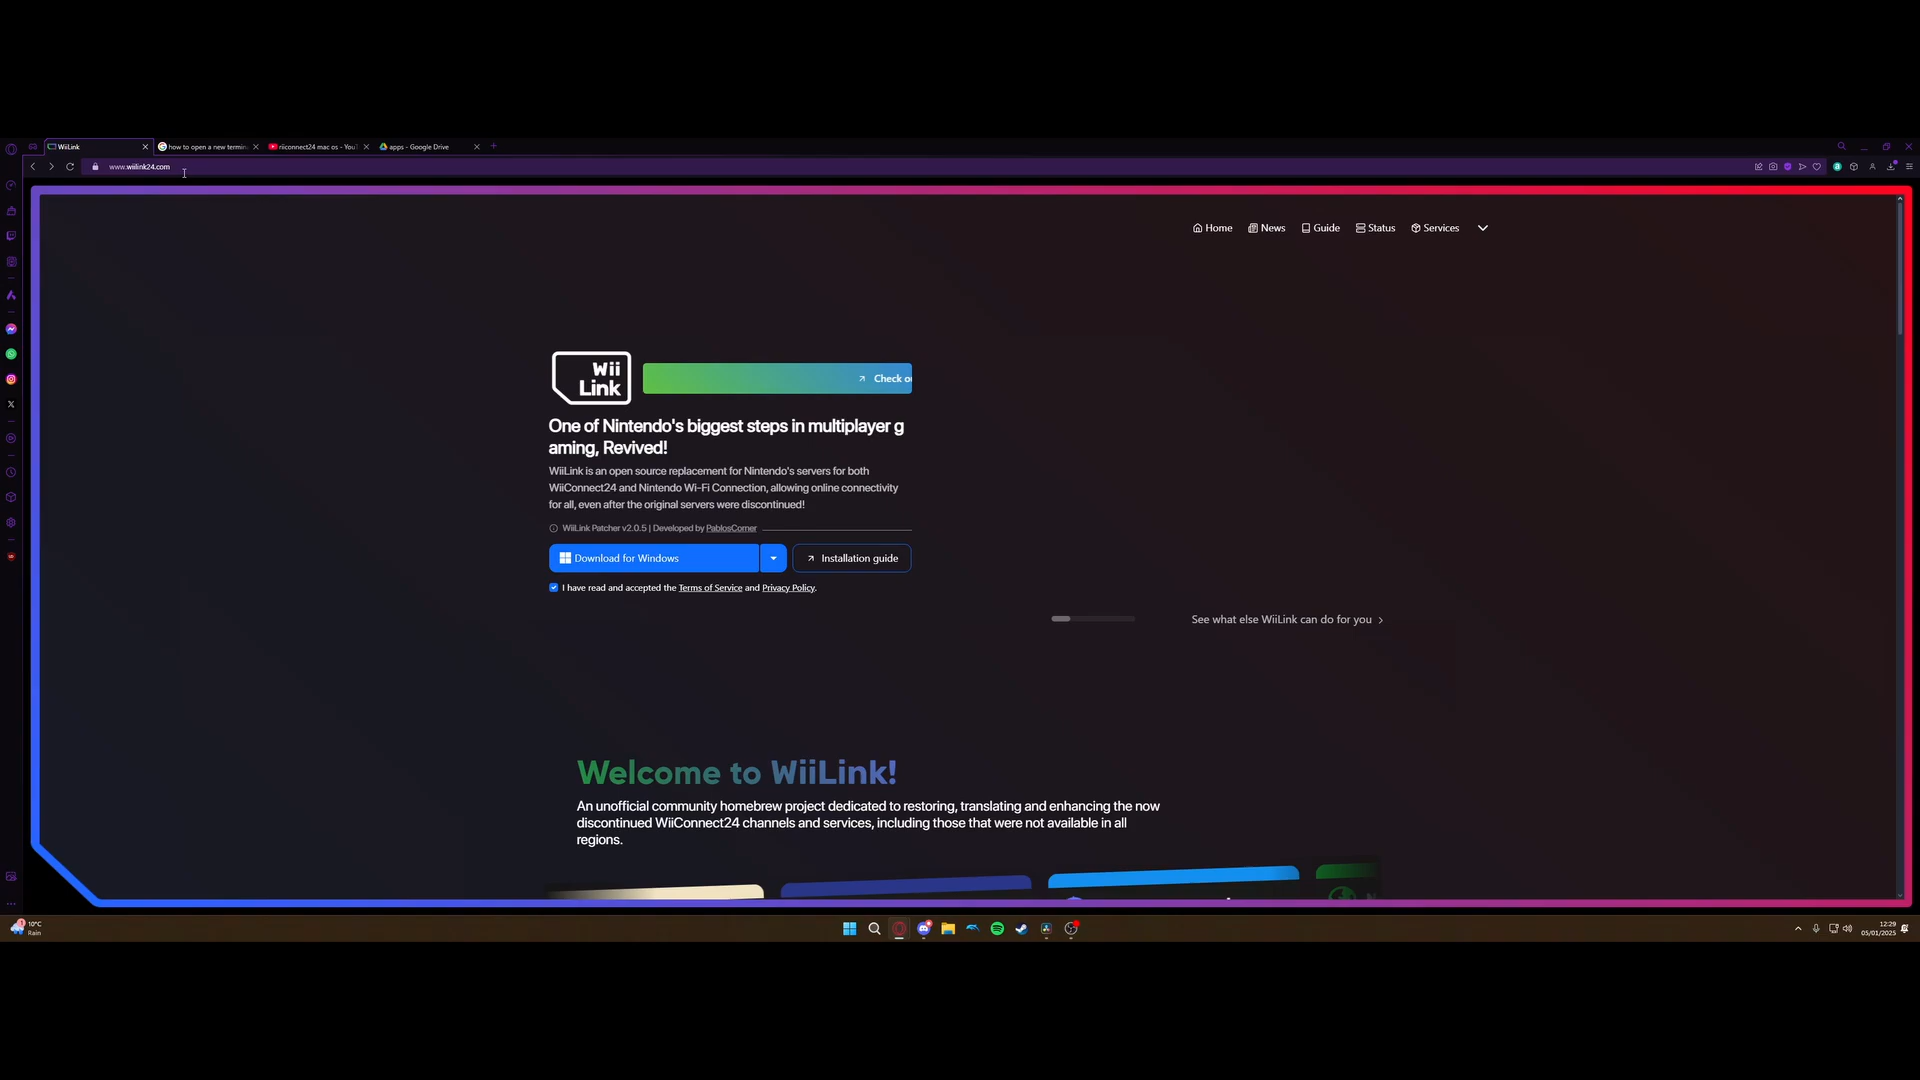 WiiLink
how to open a new termin
riiconnect24 mac os - YouT
apps - Google Drive
www.wiilink24.com
Home
News
Guide
Status
Services
Wii
Link
Check ou
One of Nintendo's biggest steps in multiplayer g
aming, Revived!
WiiLink is an open source replacement for Nintendo's servers for both
WiiConnect24 and Nintendo Wi-Fi Connection, allowing online connectivity
for all, even after the original servers were discontinued!
WiiLink Patcher v2.0.5 | Developed by PablosCorner
Download for Windows
Installation guide
I have read and accepted the Terms of Service and Privacy Policy.
See what else WiiLink can do for you
Welcome to WiiLink!
An unofficial community homebrew project dedicated to restoring, translating and enhancing the now
discontinued WiiConnect24 channels and services, including those that were not available in all
regions.
10°C
Rain
12:29
05/01/2025